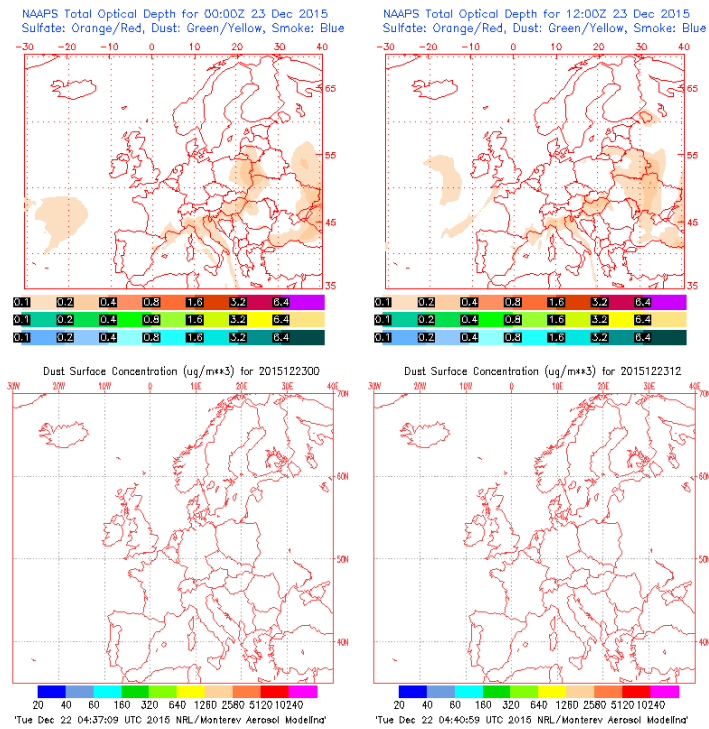 NAAPS Total Optical Depth for 00:00Z 23 Dec 2015
Sulfate: Orange/Red, Dust: Green/Yellow, Smoke: Blue
-30 -20 -10 0 10 20 30 40
65
55
45
35
0.1 0.2 0.4 0.8 1.6 3.2 6.4
0.1 0.2 0.4 0.8 1.6 3.2 6.4
0.1 0.2 0.4 0.8 1.6 3.2 6.4
NAAPS Total Optical Depth for 12:00Z 23 Dec 2015
Sulfate: Orange/Red, Dust: Green/Yellow, Smoke: Blue
-30 -20 -10 0 10 20 30 40
65
55
45
35
0.1 0.2 0.4 0.8 1.6 3.2 6.4
0.1 0.2 0.4 0.8 1.6 3.2 6.4
0.1 0.2 0.4 0.8 1.6 3.2 6.4
Dust Surface Concentration (ug/m**3) for 2015122300
30W 20W 10W 0 10E 20E 30E 40E
70N
60N
50N
40N
20 40 80 160 320 640 1280 2560 5120 10240
'Tue Dec 22 04:37:09 UTC 2015 NRL/Monterey Aerosol Modeling'
Dust Surface Concentration (ug/m**3) for 2015122312
30W 20W 10W 0 10E 20E 30E 40E
70N
60N
50N
40N
20 40 80 160 320 640 1280 2560 5120 10240
'Tue Dec 22 04:40:59 UTC 2015 NRL/Monterey Aerosol Modeling'